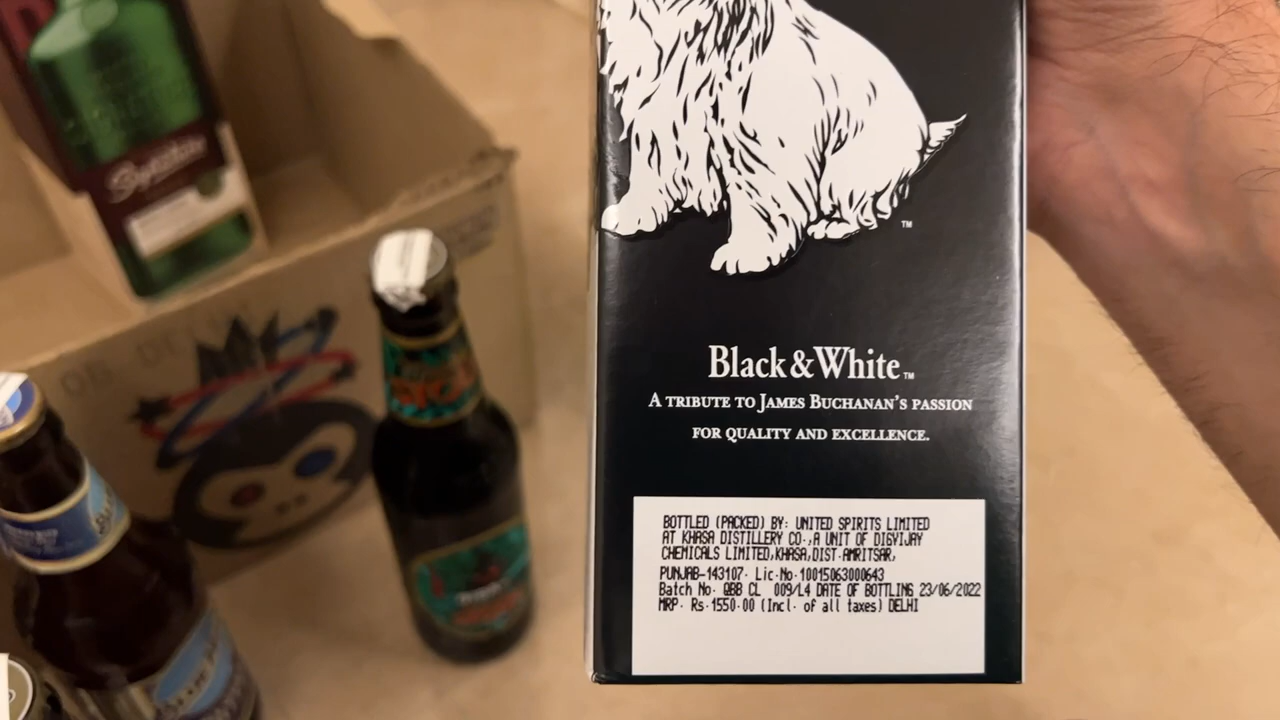 Black & White™
A TRIBUTE TO JAMES BUCHANAN'S PASSION
FOR QUALITY AND EXCELLENCE.
BOTTLED (PACKED) BY: UNITED SPIRITS LIMITED
AT KHASA DISTILLERY CO.,A UNIT OF DIGVIJAY
CHEMICALS LIMITED,KHASA,DIST.AMRITSAR,
PUNJAB-143107. Lic.No.10015063000643
Batch No. QBB CL 009/L4 DATE OF BOTTLING 23/06/2022
MRP. Rs.1550.00 (Incl. of all taxes) DELHI
TM